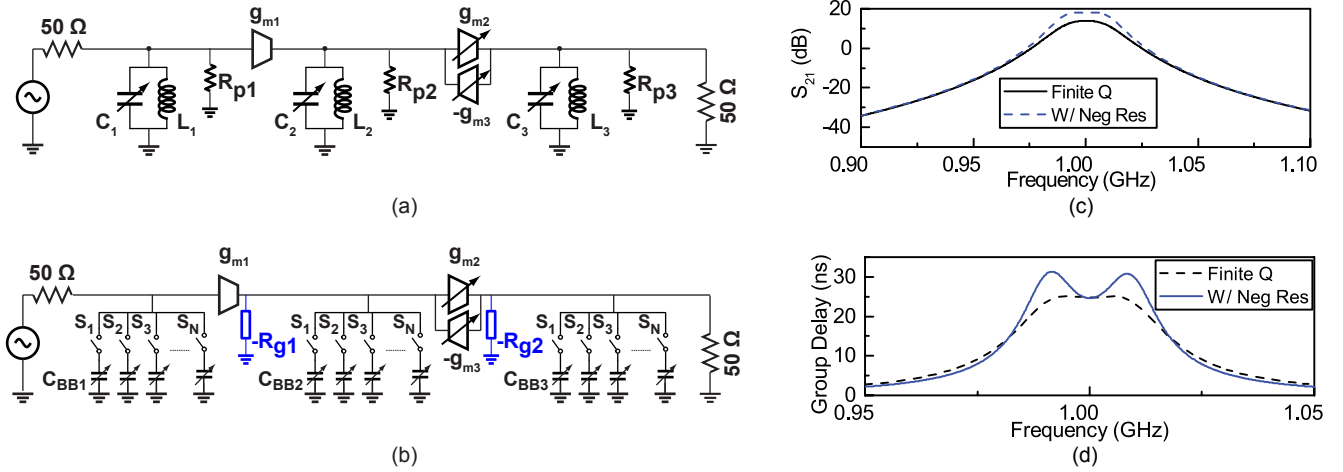 50 Ω
g_m1
g_m2
-g_m3
C_1
L_1
R_p1
C_2
L_2
R_p2
C_3
L_3
R_p3
50 Ω
(a)
50 Ω
g_m1
g_m2
-g_m3
S_1
S_2
S_3
S_N
C_BB1
-R_g1
S_1
S_2
S_3
S_N
C_BB2
-R_g2
S_1
S_2
S_3
S_N
C_BB3
50 Ω
(b)
S_21 (dB)
20
0
-20
-40
Finite Q
W/ Neg Res
0.90
0.95
1.00
1.05
1.10
Frequency (GHz)
(c)
Group Delay (ns)
30
20
10
0
Finite Q
W/ Neg Res
0.95
1.00
1.05
Frequency (GHz)
(d)